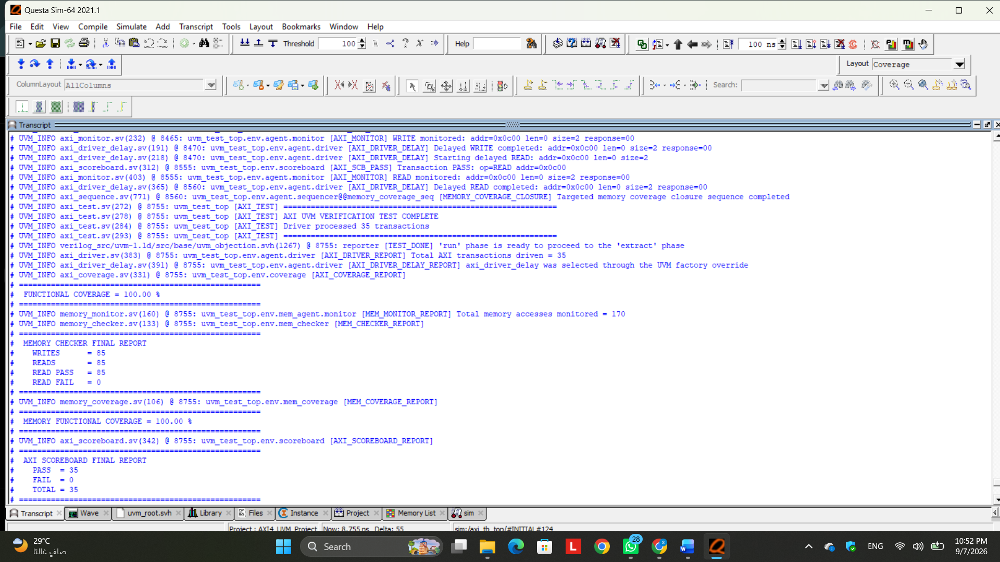 Questa Sim-64 2021.1
File Edit View Compile Simulate Add Transcript Tools Layout Bookmarks Window Help
Threshold 100 Help 100 ns
Layout Coverage
ColumnLayout AllColumns Search:
Transcript
# UVM_INFO axi_monitor.sv(232) @ 8465: uvm_test_top.env.agent.monitor [AXI_MONITOR] WRITE monitored: addr=0x0c00 len=0 size=2 response=00
# UVM_INFO axi_driver_delay.sv(191) @ 8470: uvm_test_top.env.agent.driver [AXI_DRIVER_DELAY] Delayed WRITE completed: addr=0x0c00 len=0 size=2 response=00
# UVM_INFO axi_driver_delay.sv(218) @ 8470: uvm_test_top.env.agent.driver [AXI_DRIVER_DELAY] Starting delayed READ: addr=0x0c00 len=0 size=2
# UVM_INFO axi_scoreboard.sv(312) @ 8555: uvm_test_top.env.scoreboard [AXI_SCB_PASS] Transaction PASS: op=READ addr=0x0c00
# UVM_INFO axi_monitor.sv(403) @ 8555: uvm_test_top.env.agent.monitor [AXI_MONITOR] READ monitored: addr=0x0c00 len=0 size=2 response=00
# UVM_INFO axi_driver_delay.sv(365) @ 8560: uvm_test_top.env.agent.driver [AXI_DRIVER_DELAY] Delayed READ completed: addr=0x0c00 len=0 size=2 response=00
# UVM_INFO axi_sequence.sv(771) @ 8560: uvm_test_top.env.agent.sequencer@@memory_coverage_seq [MEMORY_COVERAGE_CLOSURE] Targeted memory coverage closure sequence completed
# UVM_INFO axi_test.sv(272) @ 8755: uvm_test_top [AXI_TEST] ============================================================
# UVM_INFO axi_test.sv(278) @ 8755: uvm_test_top [AXI_TEST] AXI UVM VERIFICATION TEST COMPLETE
# UVM_INFO axi_test.sv(284) @ 8755: uvm_test_top [AXI_TEST] Driver processed 35 transactions
# UVM_INFO axi_test.sv(293) @ 8755: uvm_test_top [AXI_TEST] ============================================================
# UVM_INFO verilog_src/uvm-1.1d/src/base/uvm_objection.svh(1267) @ 8755: reporter [TEST_DONE] 'run' phase is ready to proceed to the 'extract' phase
# UVM_INFO axi_driver.sv(383) @ 8755: uvm_test_top.env.agent.driver [AXI_DRIVER_REPORT] Total AXI transactions driven = 35
# UVM_INFO axi_driver_delay.sv(391) @ 8755: uvm_test_top.env.agent.driver [AXI_DRIVER_DELAY_REPORT] axi_driver_delay was selected through the UVM factory override
# UVM_INFO axi_coverage.sv(331) @ 8755: uvm_test_top.env.coverage [AXI_COVERAGE_REPORT]
# =====================================================
# FUNCTIONAL COVERAGE = 100.00 %
# =====================================================
# UVM_INFO memory_monitor.sv(160) @ 8755: uvm_test_top.env.mem_agent.monitor [MEM_MONITOR_REPORT] Total memory accesses monitored = 170
# UVM_INFO memory_checker.sv(133) @ 8755: uvm_test_top.env.mem_checker [MEM_CHECKER_REPORT]
# =====================================================
# MEMORY CHECKER FINAL REPORT
# WRITES = 85
# READS = 85
# READ PASS = 85
# READ FAIL = 0
# =====================================================
# UVM_INFO memory_coverage.sv(106) @ 8755: uvm_test_top.env.mem_coverage [MEM_COVERAGE_REPORT]
# =====================================================
# MEMORY FUNCTIONAL COVERAGE = 100.00 %
# =====================================================
# UVM_INFO axi_scoreboard.sv(342) @ 8755: uvm_test_top.env.scoreboard [AXI_SCOREBOARD_REPORT]
# =====================================================
# AXI SCOREBOARD FINAL REPORT
# PASS = 35
# FAIL = 0
# TOTAL = 35
# =====================================================
Transcript Wave uvm_root.svh Library Files Instance Project Memory List sim
Project : AXI4_UVM_Project Now: 8,755 ns Delta: 55 sim:/axi_tb_top/#INITIAL#124
29°C
صافٍ غالبًا
Search
28
ENG
10:52 PM
9/7/2026